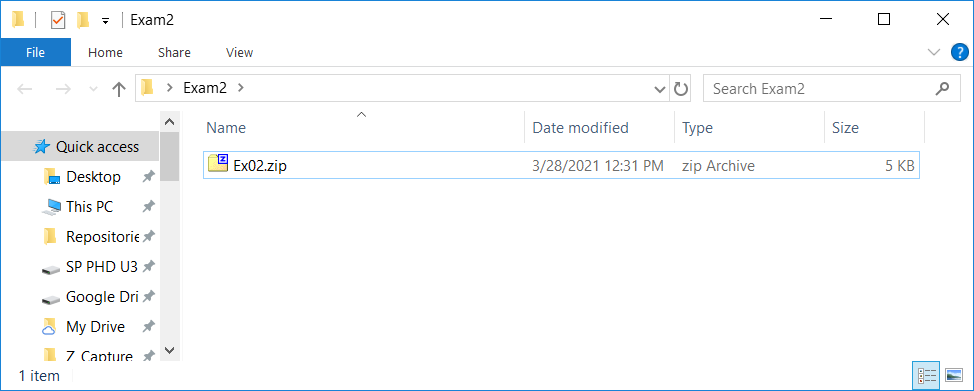 Exam2
File Home Share View
Exam2
Search Exam2
Name Date modified Type Size
Ex02.zip 3/28/2021 12:31 PM zip Archive 5 KB
Quick access
Desktop
This PC
Repositorie
SP PHD U3
Google Dri
My Drive
Z_Capture
1 item